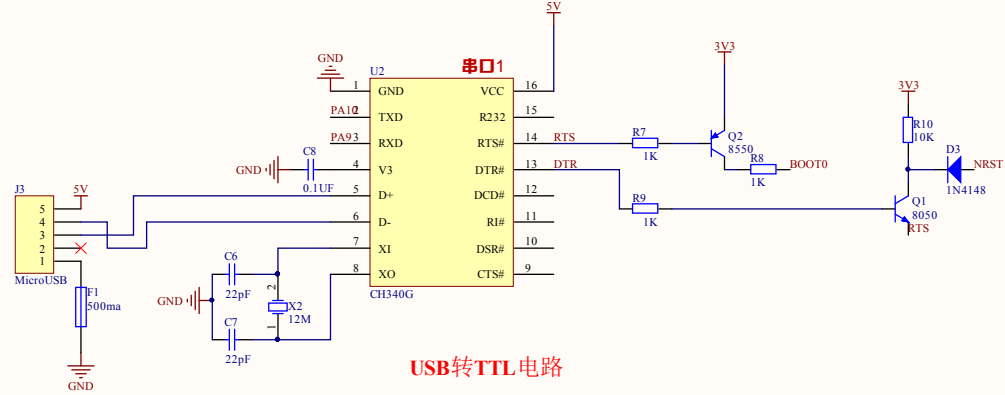 5V
GND
串口1
U2
3V3
1
GND
VCC
16
3V3
PA10
2
TXD
R232
15
R10
10K
PA9
3
RXD
RTS#
14
RTS
R7
1K
Q2
8550
C8
0.1UF
GND
4
V3
DTR#
13
DTR
R8
1K
BOOT0
D3
1N4148
NRST
J3
5V
5
D+
DCD#
12
R9
1K
Q1
8050
RTS
5
4
3
2
1
6
D-
RI#
11
7
XI
DSR#
10
8
XO
CTS#
9
MicroUSB
CH340G
C6
22pF
F1
500ma
GND
2
X2
12M
1
C7
22pF
GND
USB转TTL电路